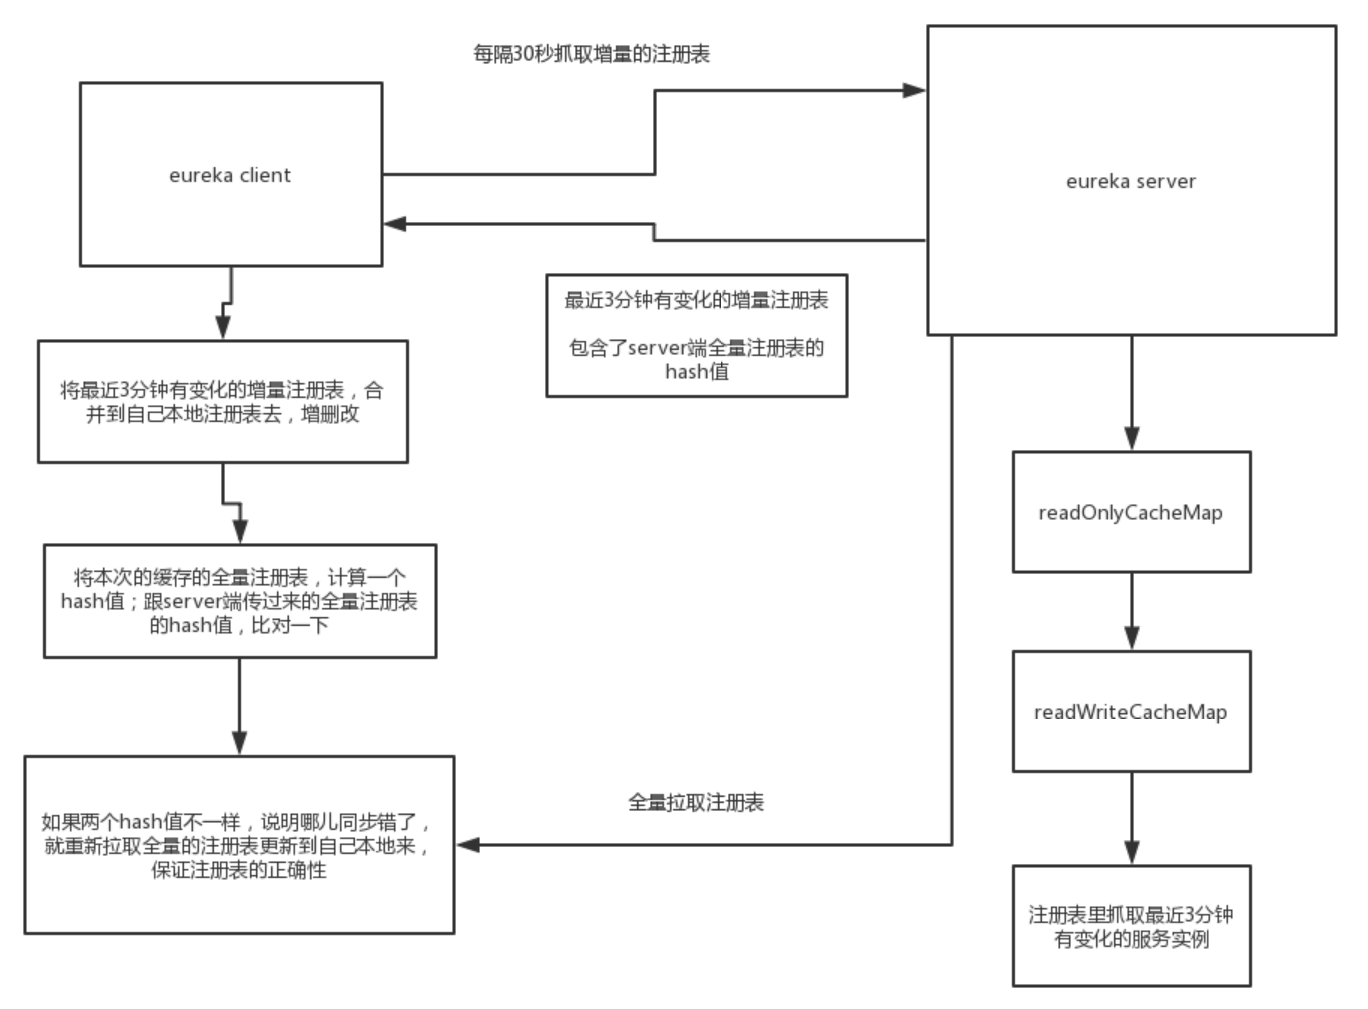 每隔30秒抓取增量的注册表
eureka client
eureka server
最近3分钟有变化的增量注册表
包含了server端全量注册表的
hash值
将最近3分钟有变化的增量注册表，合
并到自己本地注册表去，增删改
readOnlyCacheMap
将本次的缓存的全量注册表，计算一个
hash值；跟server端传过来的全量注册表
的hash值，比对一下
readWriteCacheMap
全量拉取注册表
如果两个hash值不一样，说明哪儿同步错了，
就重新拉取全量的注册表更新到自己本地来，
保证注册表的正确性
注册表里抓取最近3分钟
有变化的服务实例